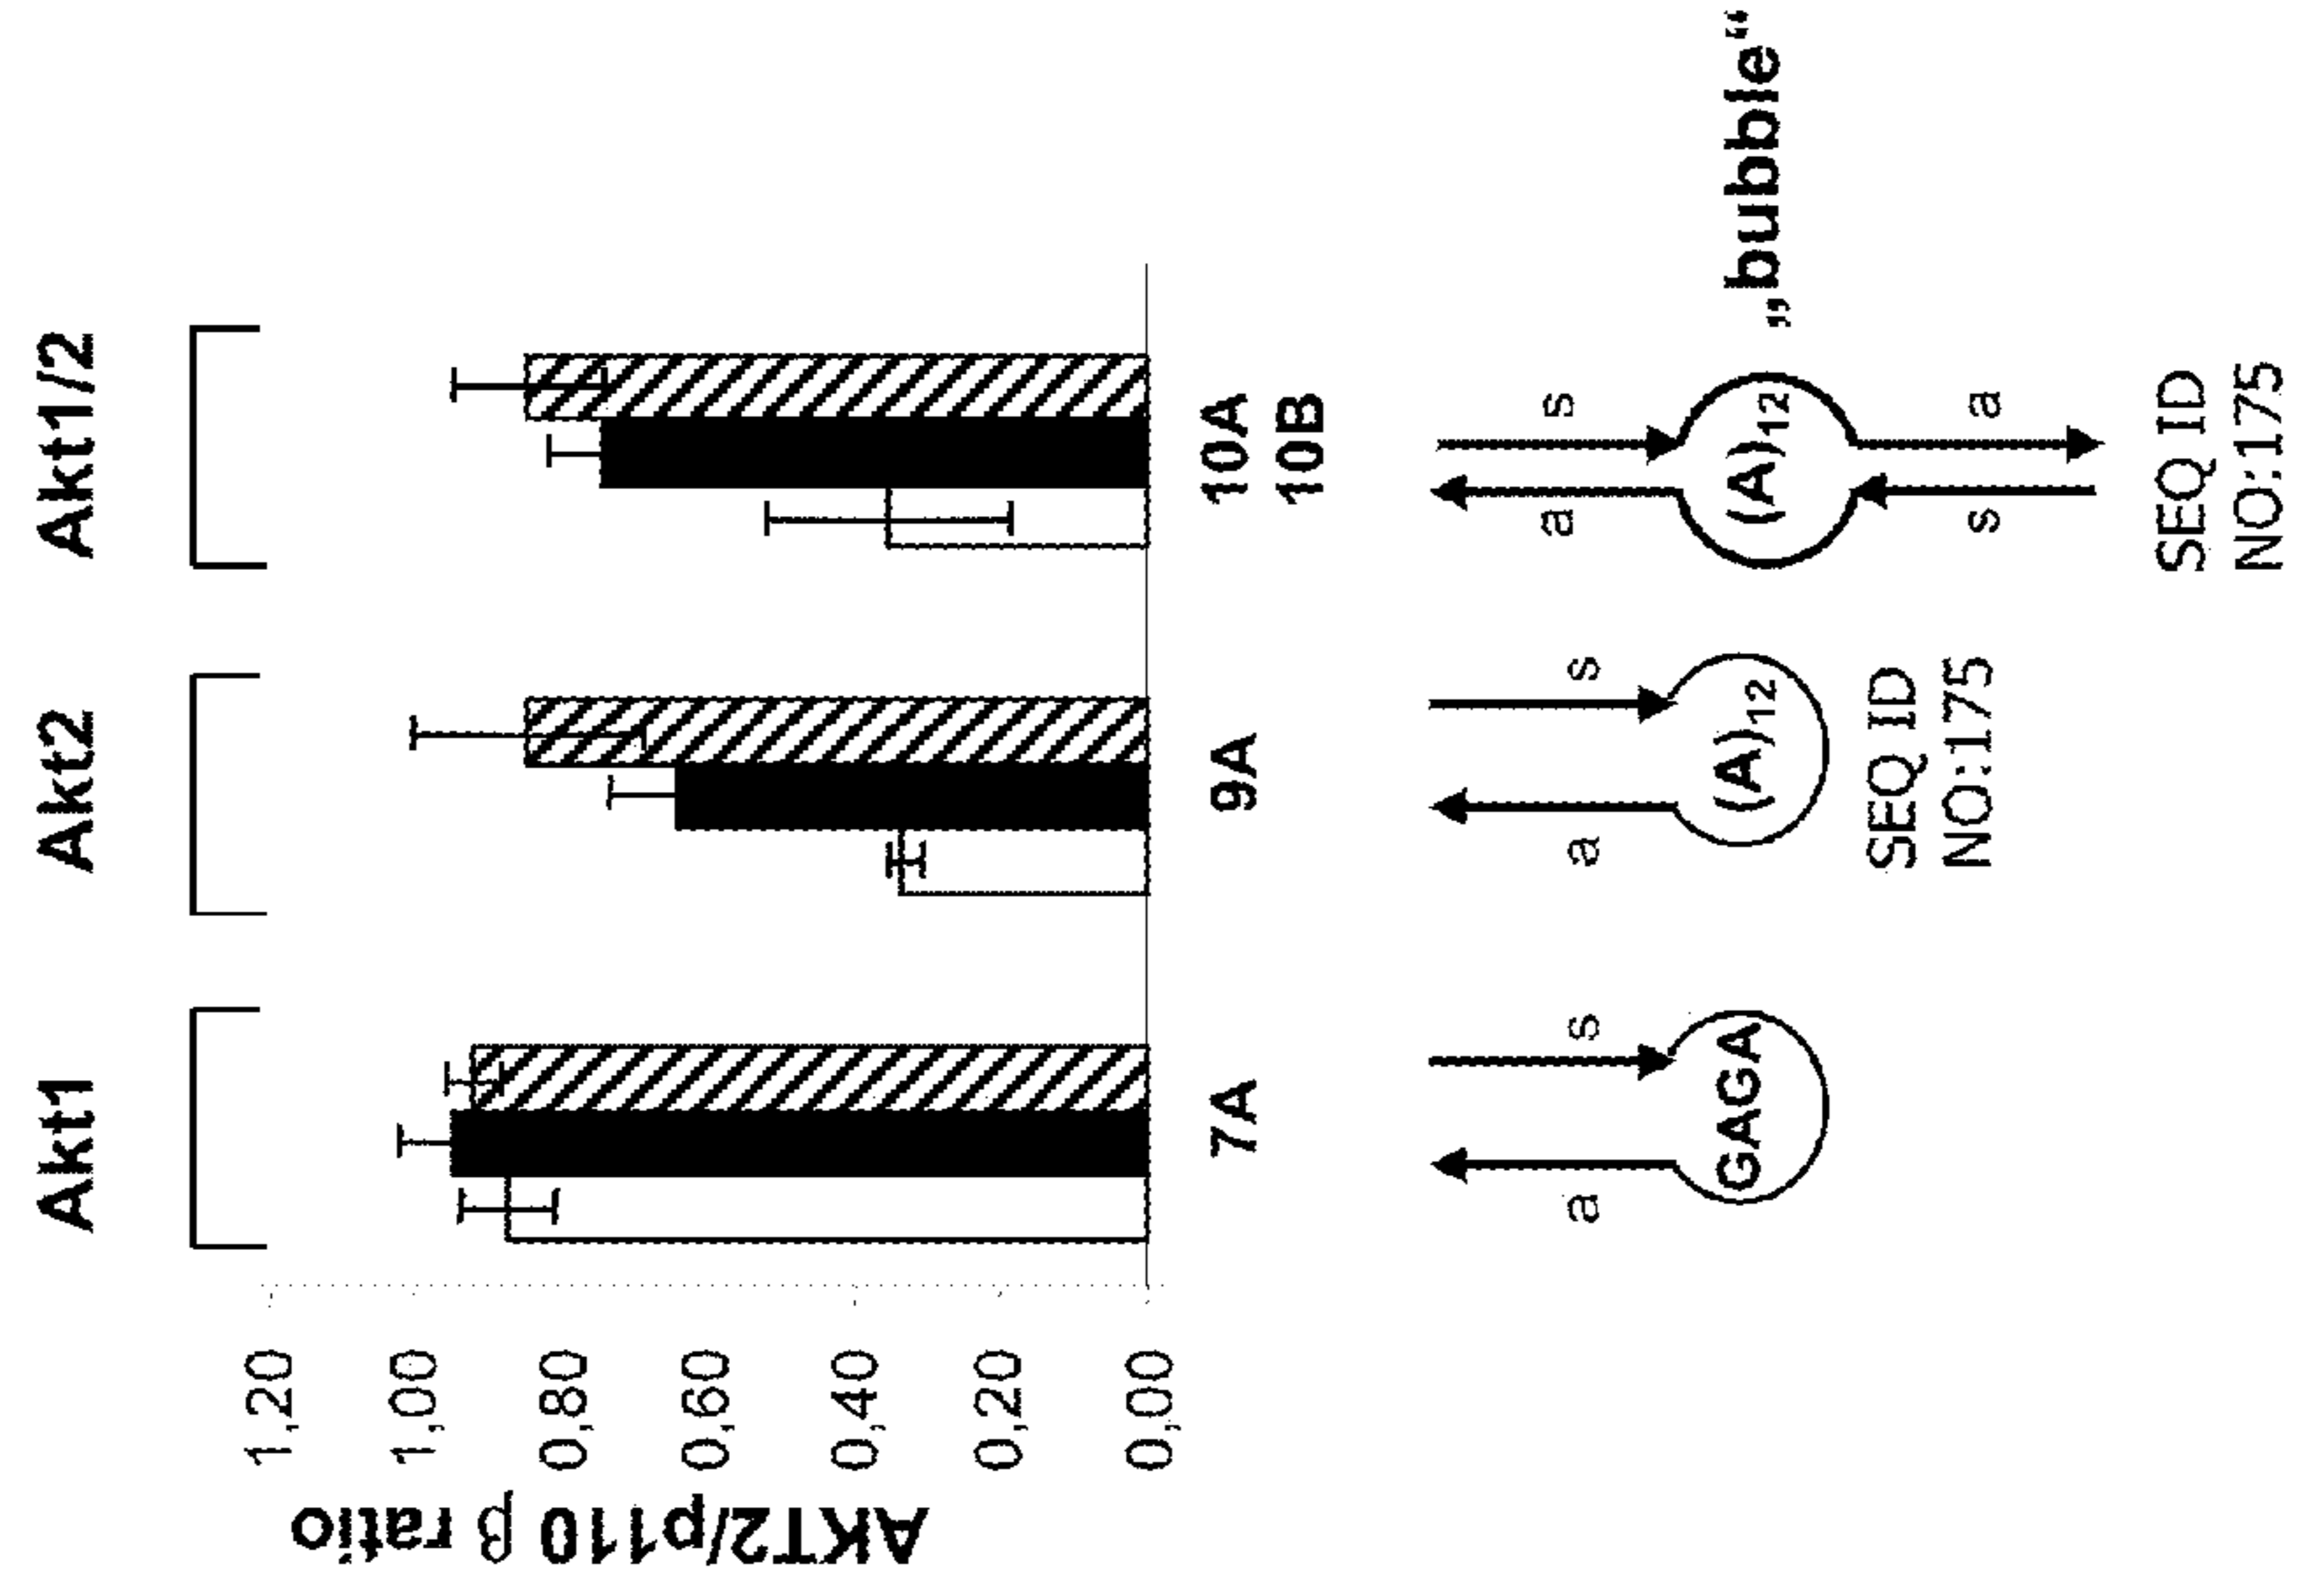 Akt1 Akt2 Akt1/2
AKT2/p110 β ratio
1,20
1,00
0,80
0,60
0,40
0,20
0,00
7A 9A 10A
10B
a s a s a s
GAGA (A)12 (A)12 „bubble“
s a
SEQ ID
NO:175
SEQ ID
NO:175